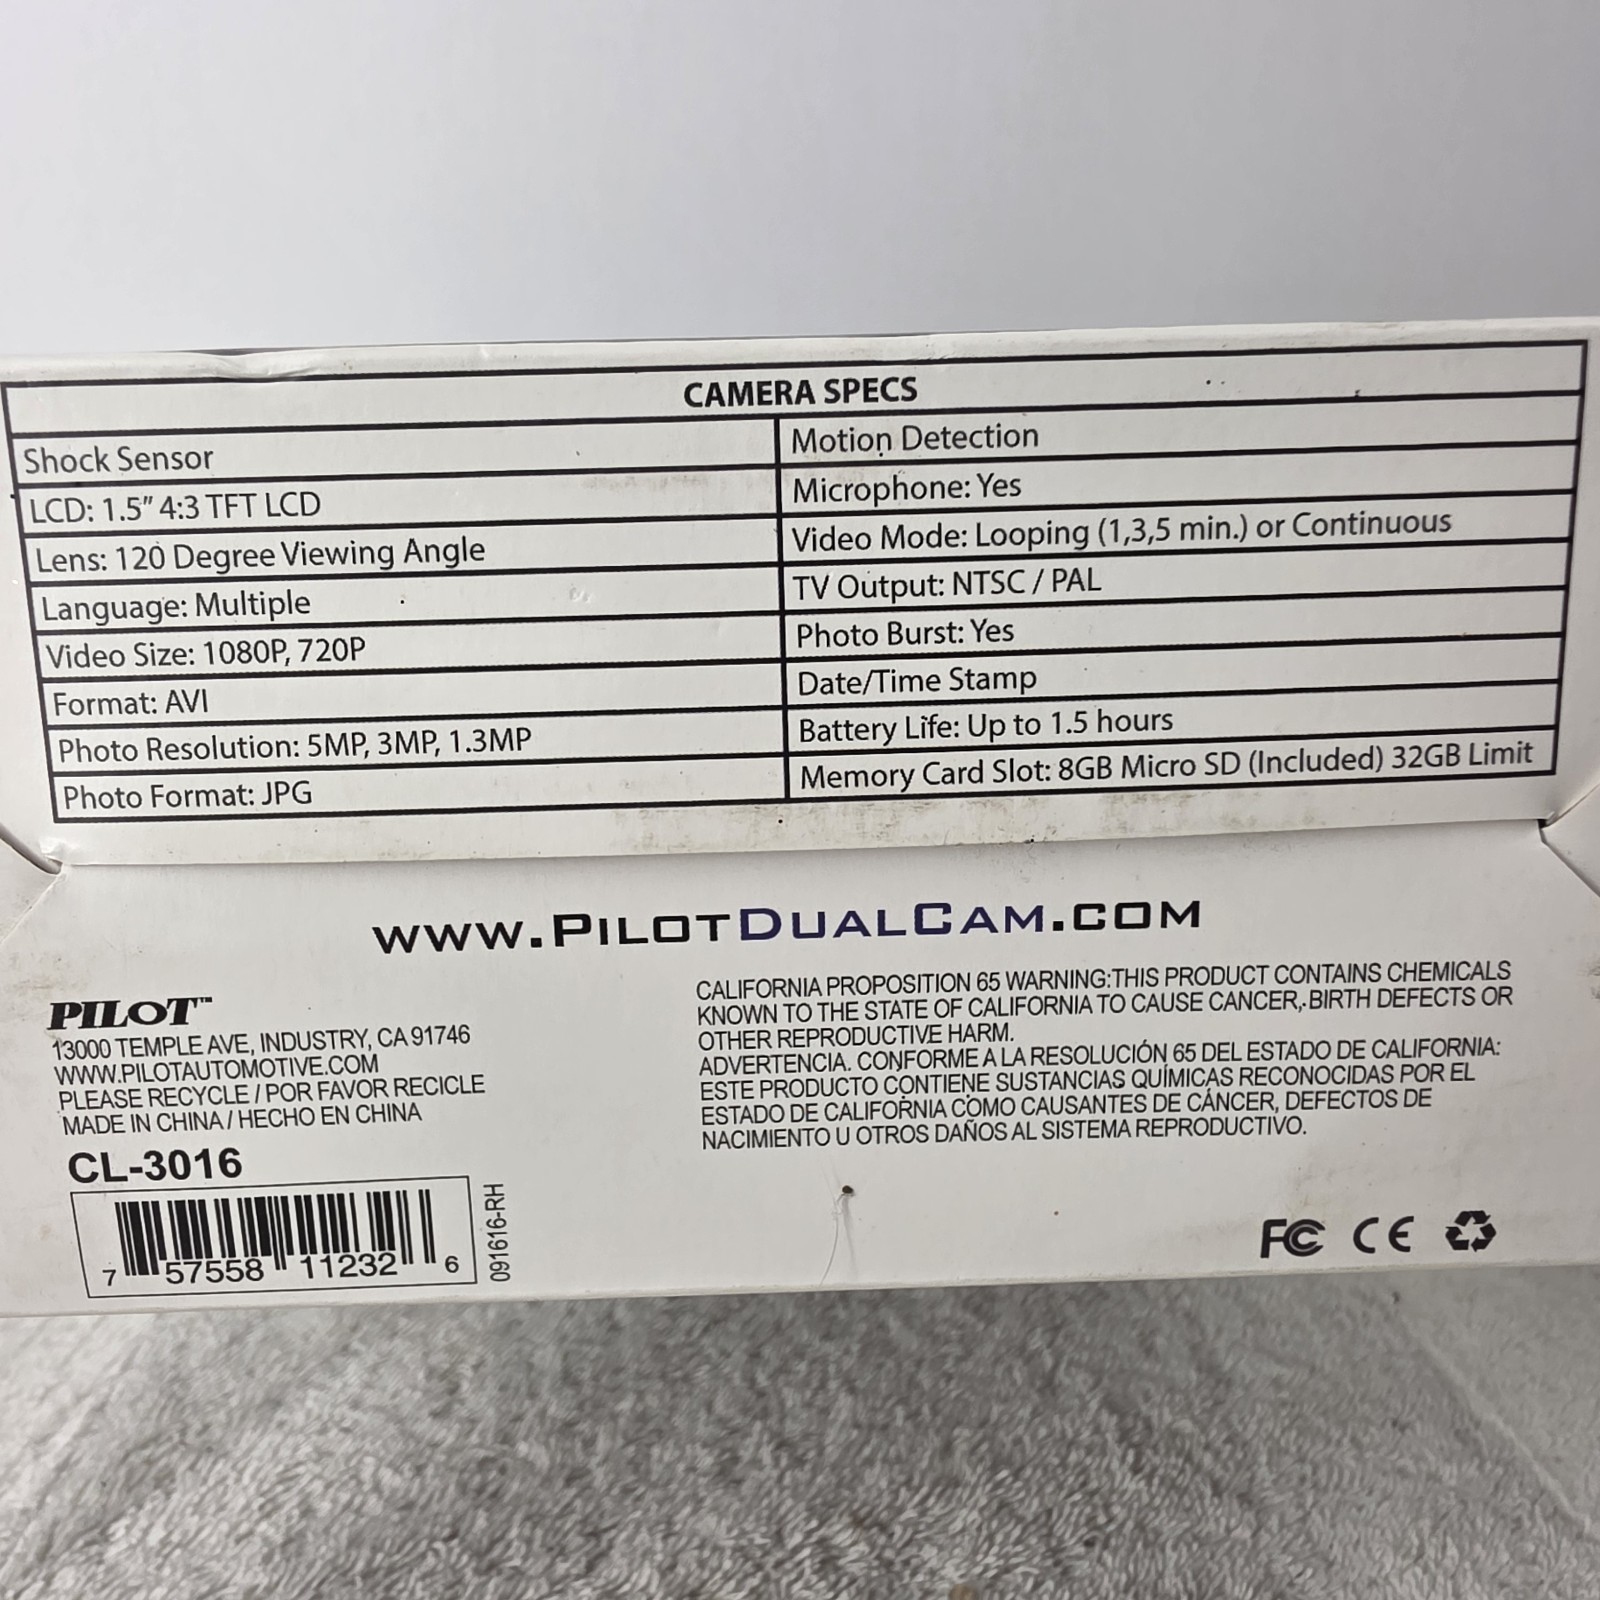 CAMERA SPECS
Shock Sensor
Motion Detection
LCD: 1.5" 4:3 TFT LCD
Microphone: Yes
Lens: 120 Degree Viewing Angle
Video Mode: Looping (1,3,5 min.) or Continuous
Language: Multiple
TV Output: NTSC / PAL
Video Size: 1080P, 720P
Photo Burst: Yes
Format: AVI
Date/Time Stamp
Photo Resolution: 5MP, 3MP, 1.3MP
Battery Life: Up to 1.5 hours
Photo Format: JPG
Memory Card Slot: 8GB Micro SD (Included) 32GB Limit
WWW.PILOTDUALCAM.COM
PILOT™
13000 TEMPLE AVE, INDUSTRY, CA 91746
WWW.PILOTAUTOMOTIVE.COM
PLEASE RECYCLE / POR FAVOR RECICLE
MADE IN CHINA / HECHO EN CHINA
CL-3016
7 57558 11232 6
091616-RH
CALIFORNIA PROPOSITION 65 WARNING:THIS PRODUCT CONTAINS CHEMICALS
KNOWN TO THE STATE OF CALIFORNIA TO CAUSE CANCER, BIRTH DEFECTS OR
OTHER REPRODUCTIVE HARM.
ADVERTENCIA. CONFORME A LA RESOLUCIÓN 65 DEL ESTADO DE CALIFORNIA:
ESTE PRODUCTO CONTIENE SUSTANCIAS QUÍMICAS RECONOCIDAS POR EL
ESTADO DE CALIFORNIA COMO CAUSANTES DE CÁNCER, DEFECTOS DE
NACIMIENTO U OTROS DAÑOS AL SISTEMA REPRODUCTIVO.
FC CE